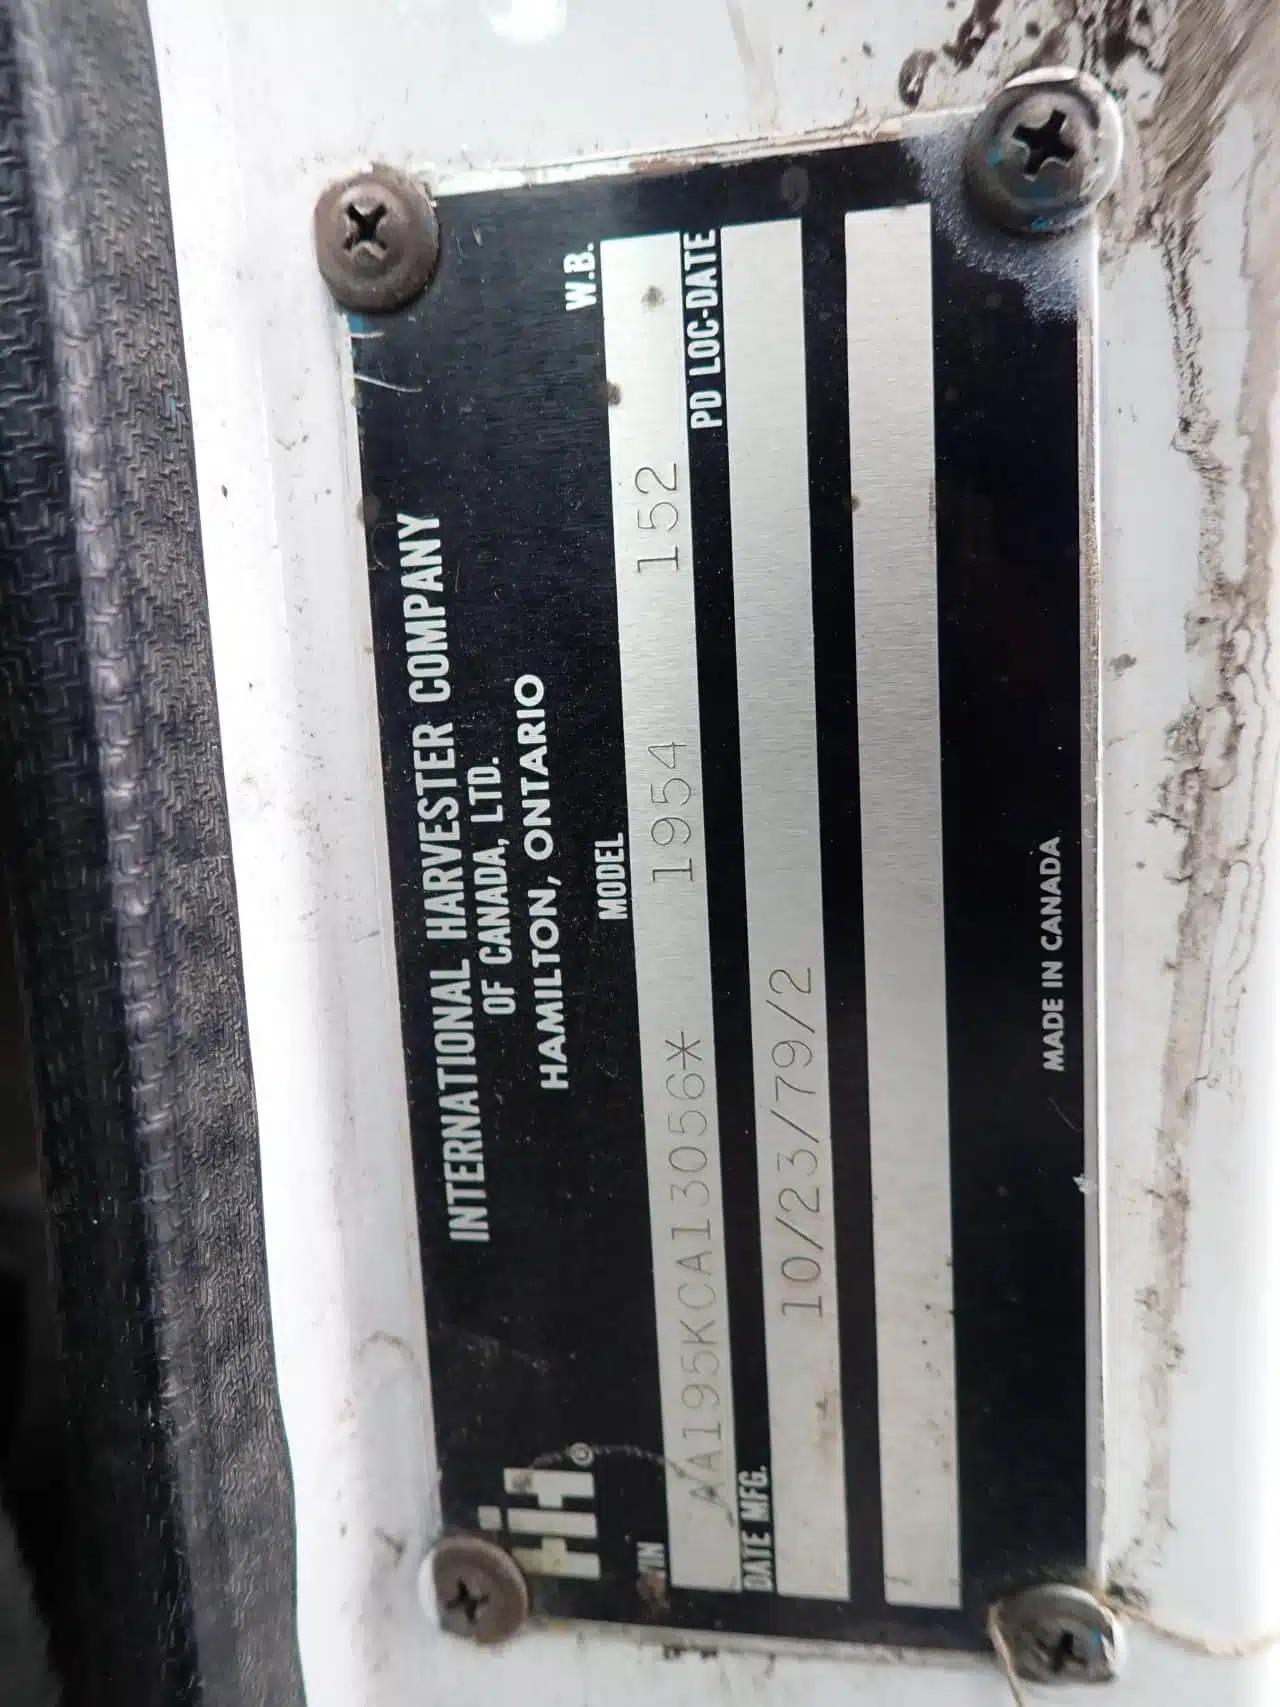 INTERNATIONAL HARVESTER COMPANY
OF CANADA, LTD.
HAMILTON, ONTARIO
VIN MODEL W.B.
AA195KCA13056* 1954 152
DATE MFG. PD LOC-DATE
10/23/79/2
MADE IN CANADA